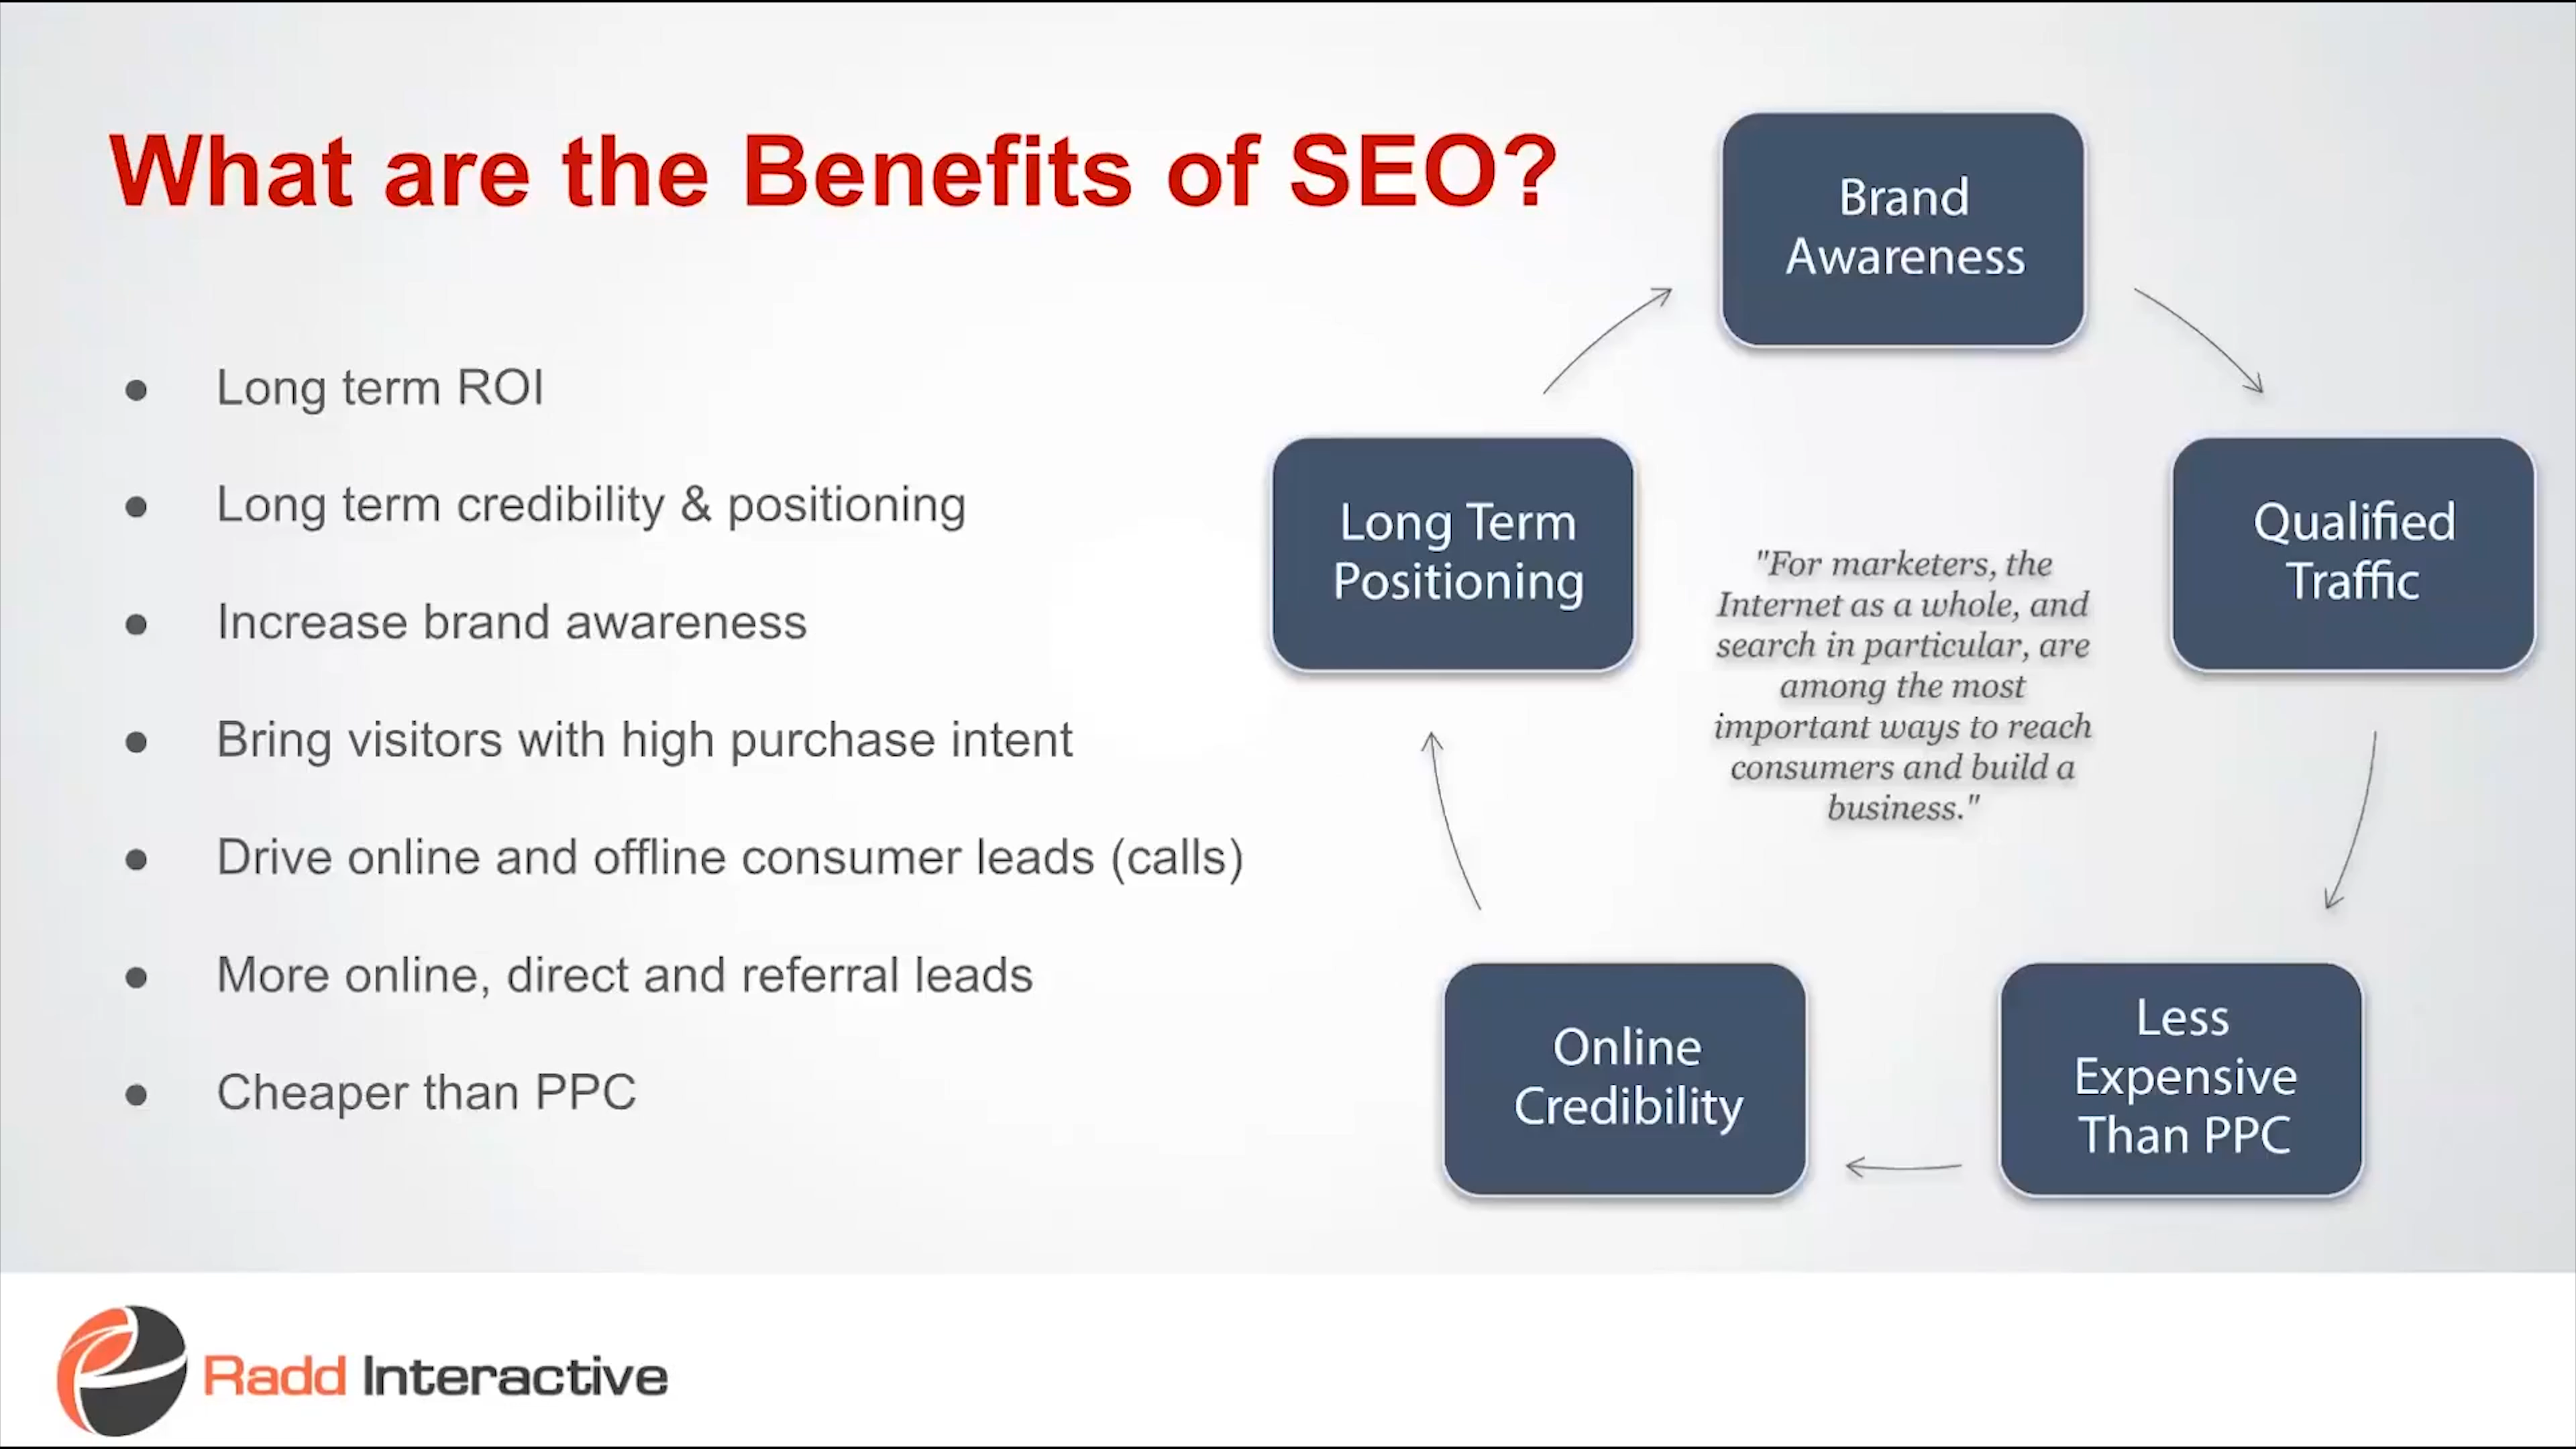 What are the Benefits of SEO?
● Long term ROI
● Long term credibility & positioning
● Increase brand awareness
● Bring visitors with high purchase intent
● Drive online and offline consumer leads (calls)
● More online, direct and referral leads
● Cheaper than PPC
Brand
Awareness
Qualified
Traffic
Less
Expensive
Than PPC
Online
Credibility
Long Term
Positioning
"For marketers, the
Internet as a whole, and
search in particular, are
among the most
important ways to reach
consumers and build a
business."
Radd Interactive